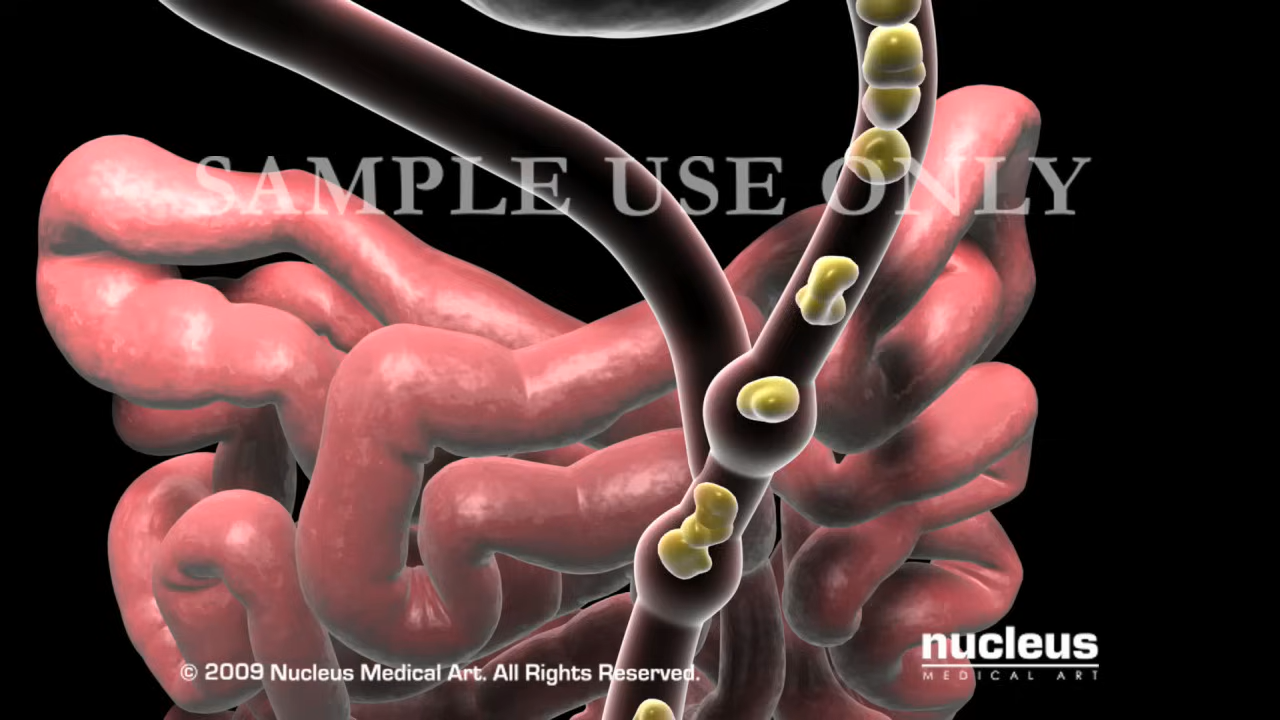 SAMPLE USE ONLY
nucleus
MEDICAL ART
© 2009 Nucleus Medical Art. All Rights Reserved.